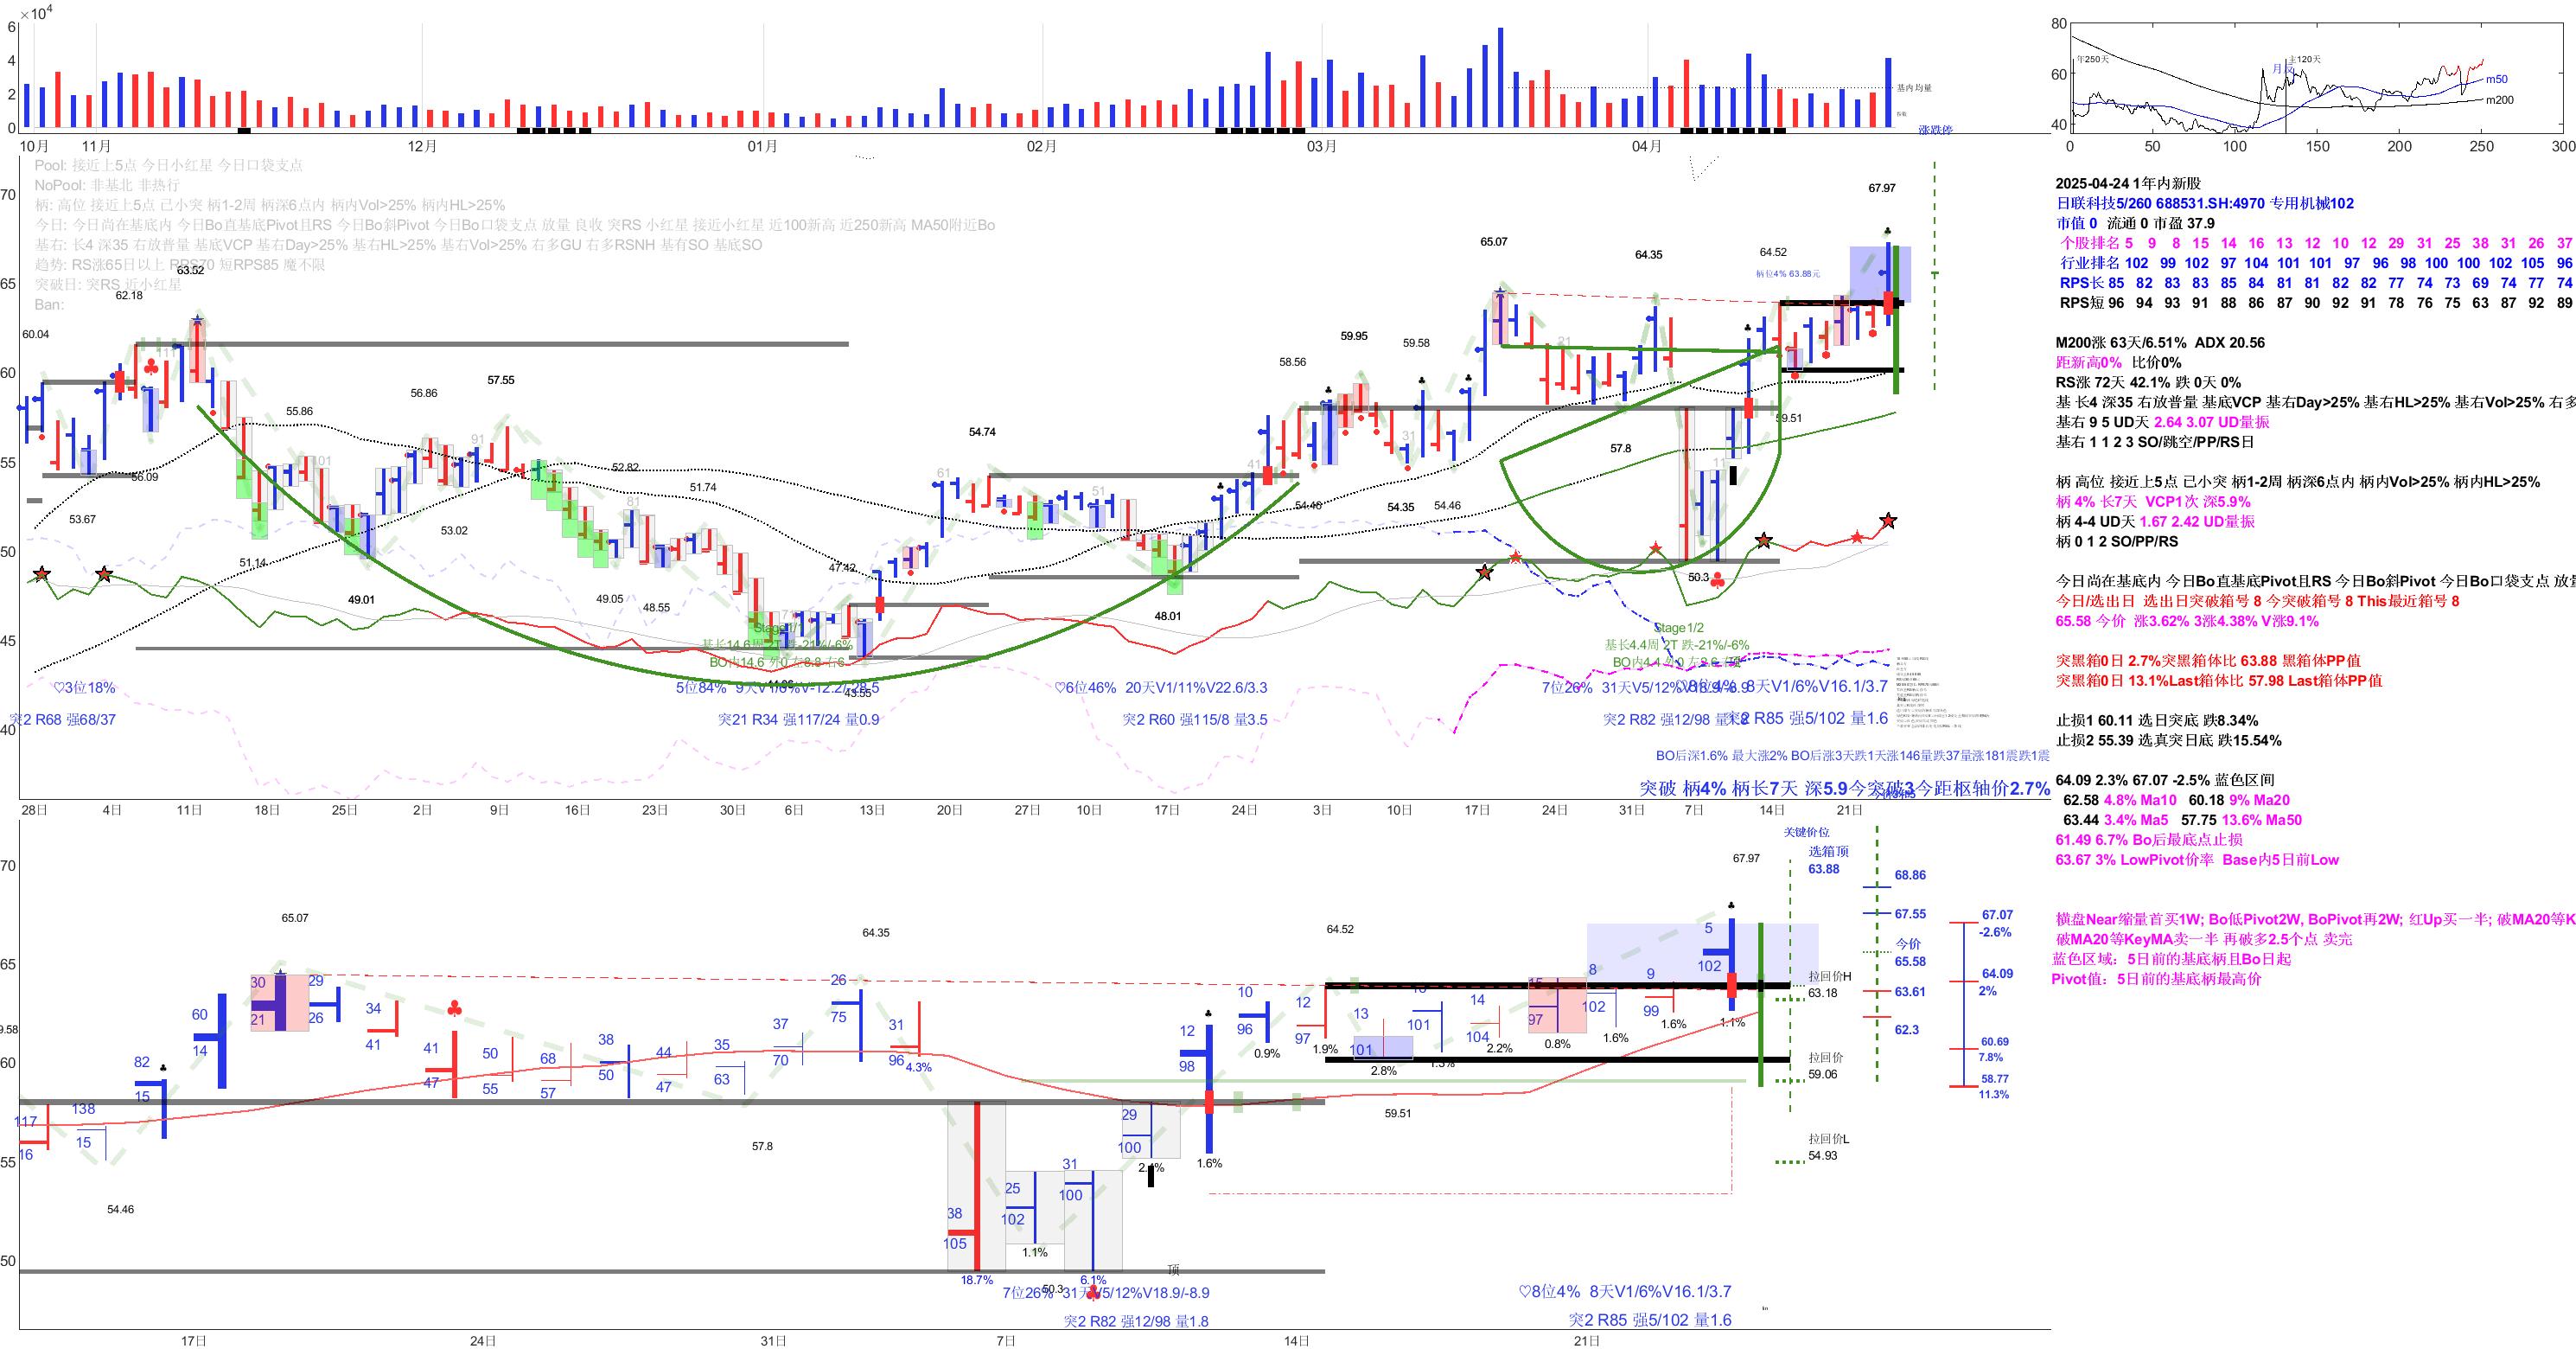 ×10⁴
6
4
2
0
10月 11月 12月 01月 02月 03月 04月
基内均量
涨跌停
80
60
40
年250天
月反
主120天
m50
m200
0 50 100 150 200 250 300
Pool: 接近上5点 今日小红星 今日口袋支点
NoPool: 非基北 非热行
柄: 高位 接近上5点 己小突 柄1-2周 柄深6点内 柄内Vol>25% 柄内HL>25%
今日: 今日尚在基底内 今日Bo直基底Pivot且RS 今日Bo斜Pivot 今日Bo口袋支点 放量 良收 突RS 小红星 接近小红星 近100新高 近250新高 MA50附近Bo
基右: 长4 深35 右放普量 基底VCP 基右Day>25% 基右HL>25% 基右Vol>25% 右多GU 右多RSNH 基有SO 基底SO
趋势: RS涨65日以上 RPS70 短RPS85 魔不限
突破日: 突RS 近小红星
Ban:
70
65
60
55
50
45
40
60.04 62.18 63.52 53.67 56.09 51.14 55.86 101 49.01 56.86 53.02 91 57.55
52.82 49.05 81 48.55 51.74 47.42 43.55
61 54.74 51 48.01 41 58.56 54.46 59.95 54.35 31 59.58 54.46 65.07 21 57.8 64.35 50.3 11 64.52 59.51 67.97
柄位4% 63.88元
Stage1/2
基长14.6周 2T 跌-21%/-6%
Stage1/2
基长4.4周 2T 跌-21%/-6%
♡3位18%
突2 R68 强68/37
突21 R34 强117/24 量0.9
♡6位46% 20天V1/11%V22.6/3.3
突2 R60 强115/8 量3.5
7位26% 31天V5/12%V18.9/-8.9
♡8位4% 8天V1/6%V16.1/3.7
突2 R82 强12/98 量1.8
突2 R85 强5/102 量1.6
BO后深1.6% 最大涨2% BO后涨3天跌1天涨146量跌37量涨181震跌1震
突破 柄4% 柄长7天 深5.9今突破3今距枢轴价2.7%
28日 4日 11日 18日 25日 2日 9日 16日 23日 30日 6日 13日 20日 27日 10日 17日 24日 3日 10日 17日 24日 31日 7日 14日 21日
2025-04-24 1年内新股
日联科技5/260 688531.SH:4970 专用机械102
市值 0 流通 0 市盈 37.9
个股排名 5 9 8 15 14 16 13 12 10 12 29 31 25 38 31 26 37
行业排名 102 99 102 97 104 101 101 97 96 98 100 100 102 105 96
RPS长 85 82 83 83 85 84 81 81 82 82 77 74 73 69 74 77 74
RPS短 96 94 93 91 88 86 87 90 92 91 78 76 75 63 87 92 89
M200涨 63天/6.51% ADX 20.56
距新高0% 比价0%
RS涨 72天 42.1% 跌 0天 0%
基 长4 深35 右放普量 基底VCP 基右Day>25% 基右HL>25% 基右Vol>25% 右多
基右 9 5 UD天 2.64 3.07 UD量振
基右 1 1 2 3 SO/跳空/PP/RS日
柄 高位 接近上5点 己小突 柄1-2周 柄深6点内 柄内Vol>25% 柄内HL>25%
柄 4% 长7天 VCP1次 深5.9%
柄 4-4 UD天 1.67 2.42 UD量振
柄 0 1 2 SO/PP/RS
今日尚在基底内 今日Bo直基底Pivot且RS 今日Bo斜Pivot 今日Bo口袋支点 放量
今日/选出日 选出日突破箱号 8 今突破箱号 8 This最近箱号 8
65.58 今价 涨3.62% 3涨4.38% V涨9.1%
突黑箱0日 2.7%突黑箱体比 63.88 黑箱体PP值
突黑箱0日 13.1%Last箱体比 57.98 Last箱体PP值
止损1 60.11 选日突底 跌8.34%
止损2 55.39 选真突日底 跌15.54%
64.09 2.3% 67.07 -2.5% 蓝色区间
62.58 4.8% Ma10 60.18 9% Ma20
63.44 3.4% Ma5 57.75 13.6% Ma50
61.49 6.7% Bo后最底点止损
63.67 3% LowPivot价率 Base内5日前Low
横盘Near缩量首买1W; Bo低Pivot2W, BoPivot再2W; 红Up买一半; 破MA20等K
破MA20等KeyMA卖一半 再破多2.5个点 卖完
蓝色区域：5日前的基底柄且Bo日起
Pivot值：5日前的基底柄最高价
70
65
60
55
50
117 16 138 15 82 15 60 14 30 21 29 26 34 41 41 47 50 55 68 57 38 50 44 47 35 63 37 70 26 75 31 96 38 105 25 102 31 100 29 100 12 98 10 96 12 97 13 101 101 14 104 97 8 102 9 99 5 102
54.46 65.07 57.8 64.35 64.52 59.51 67.97
4.3% 18.7% 1.1% 6.1% 1.6% 0.9% 1.9% 2.8% 2.2% 0.8% 1.6% 1.6% 1.1%
顶
7位26% 31天V5/12%V18.9/-8.9
突2 R82 强12/98 量1.8
♡8位4% 8天V1/6%V16.1/3.7
突2 R85 强5/102 量1.6
关键价位
选箱顶
63.88
拉回价H
63.18
拉回价
59.06
拉回价L
54.93
68.86
67.55
今价
65.58
63.61
62.3
67.07
-2.6%
64.09
2%
60.69
7.8%
58.77
11.3%
17日 24日 31日 7日 14日 21日